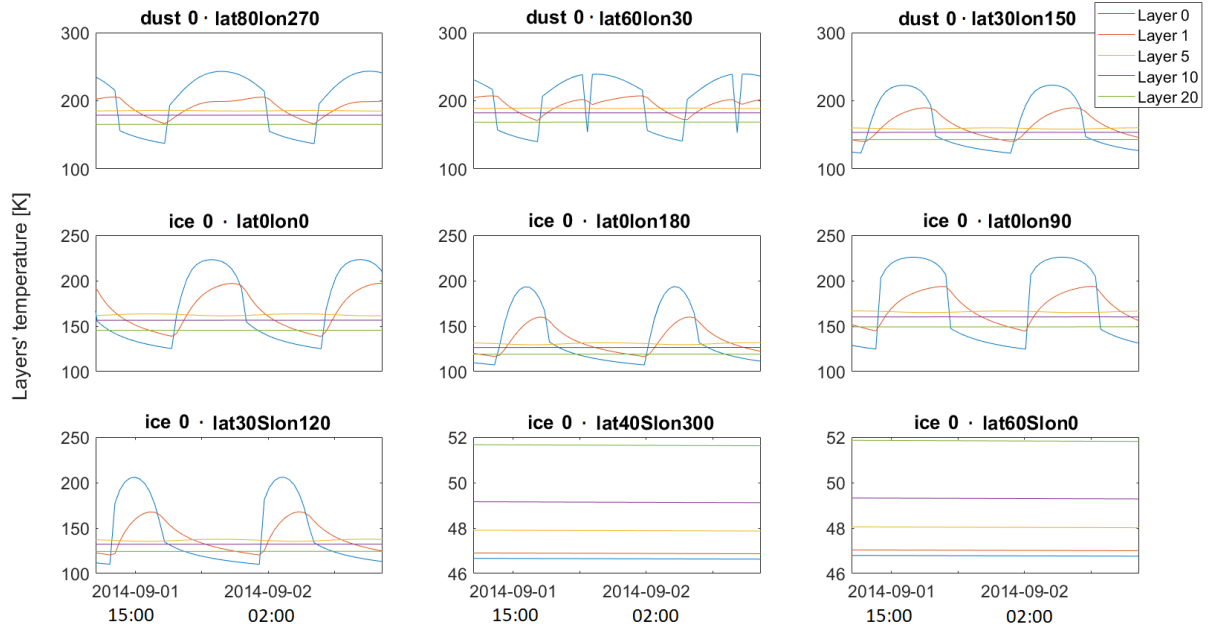 dust 0 · lat80lon270
dust 0 · lat60lon30
dust 0 · lat30lon150
Layer 0
Layer 1
Layer 5
Layer 10
Layer 20
300
200
100
300
200
100
300
200
100
Layers' temperature [K]
ice 0 · lat0lon0
ice 0 · lat0lon180
ice 0 · lat0lon90
250
200
150
100
250
200
150
100
250
200
150
100
ice 0 · lat30Slon120
ice 0 · lat40Slon300
ice 0 · lat60Slon0
250
200
150
100
52
50
48
46
52
50
48
46
2014-09-01 2014-09-02
15:00 02:00
2014-09-01 2014-09-02
15:00 02:00
2014-09-01 2014-09-02
15:00 02:00